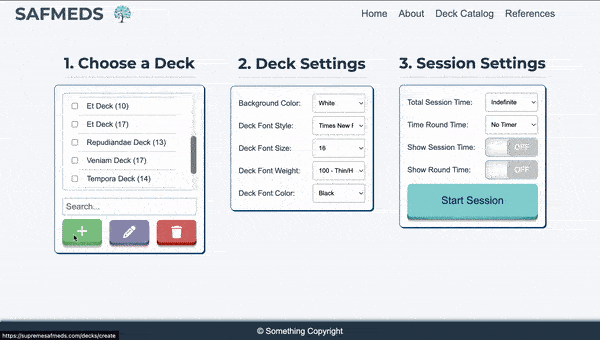 SAFMEDS
Home About Deck Catalog References
1. Choose a Deck
Et Deck (10)
Et Deck (17)
Repudiandae Deck (13)
Veniam Deck (17)
Tempora Deck (14)
Search...
2. Deck Settings
Background Color: White
Deck Font Style: Times New F
Deck Font Size: 16
Deck Font Weight: 100 - Thin/H
Deck Font Color: Black
3. Session Settings
Total Session Time: Indefinite
Time Round Time: No Timer
Show Session Time: OFF
Show Round Time: OFF
Start Session
https://supremesafmeds.com/decks/create
© Something Copyright